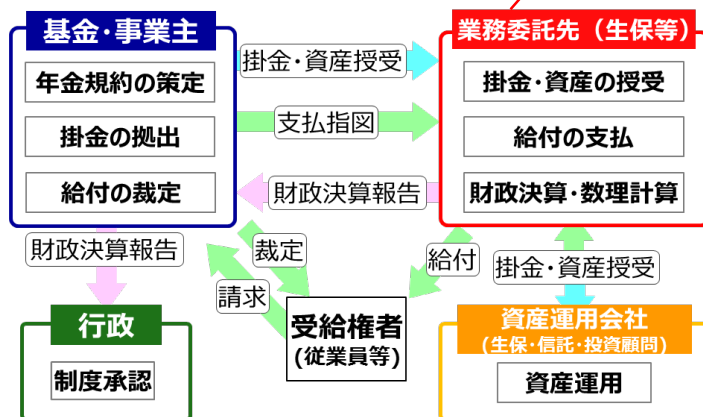 基金・事業主
年金規約の策定
掛金の拠出
給付の裁定
掛金・資産授受
支払指図
財政決算報告
業務委託先（生保等）
掛金・資産の授受
給付の支払
財政決算・数理計算
財政決算報告
裁定
請求
給付
掛金・資産授受
行政
制度承認
受給権者
(従業員等)
資産運用会社
(生保・信託・投資顧問)
資産運用